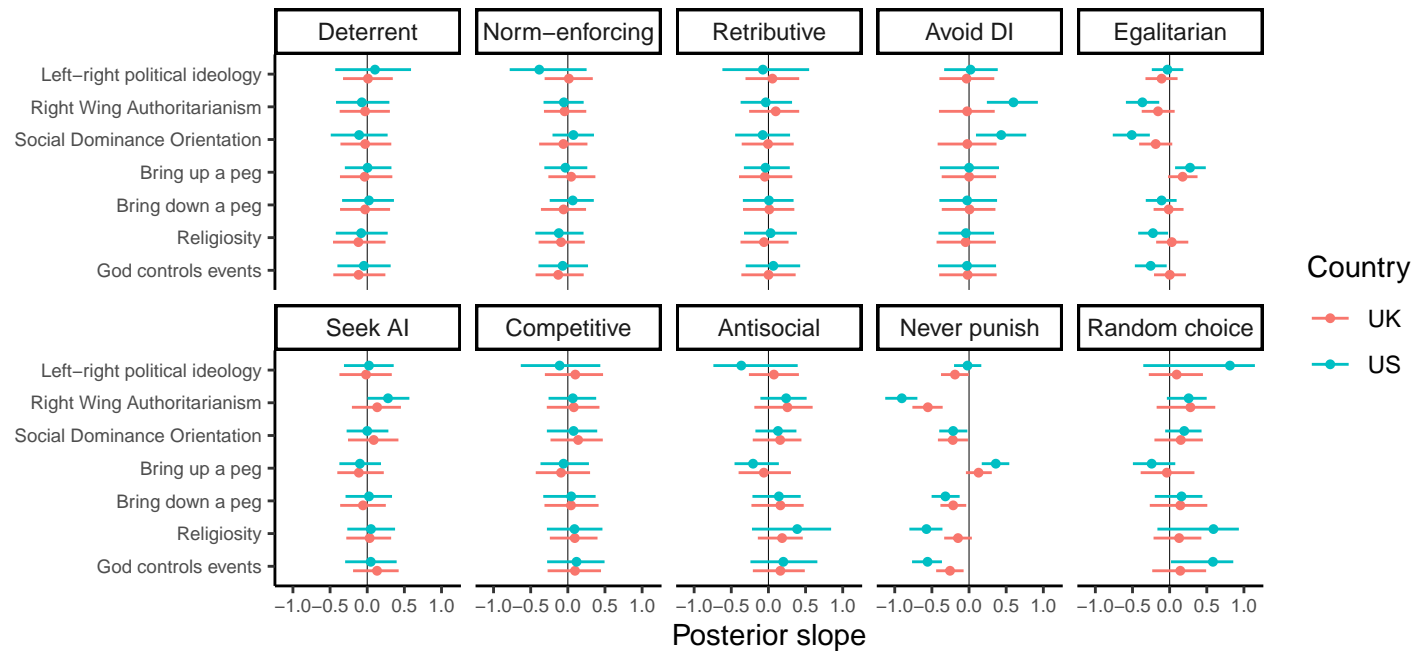 Deterrent Norm−enforcing Retributive Avoid DI Egalitarian
Left−right political ideology
Right Wing Authoritarianism
Social Dominance Orientation
Bring up a peg
Bring down a peg
Religiosity
God controls events
Seek AI Competitive Antisocial Never punish Random choice
Left−right political ideology
Right Wing Authoritarianism
Social Dominance Orientation
Bring up a peg
Bring down a peg
Religiosity
God controls events
−1.0 −0.5 0.0 0.5 1.0 −1.0 −0.5 0.0 0.5 1.0 −1.0 −0.5 0.0 0.5 1.0 −1.0 −0.5 0.0 0.5 1.0 −1.0 −0.5 0.0 0.5 1.0
Posterior slope
Country
UK
US